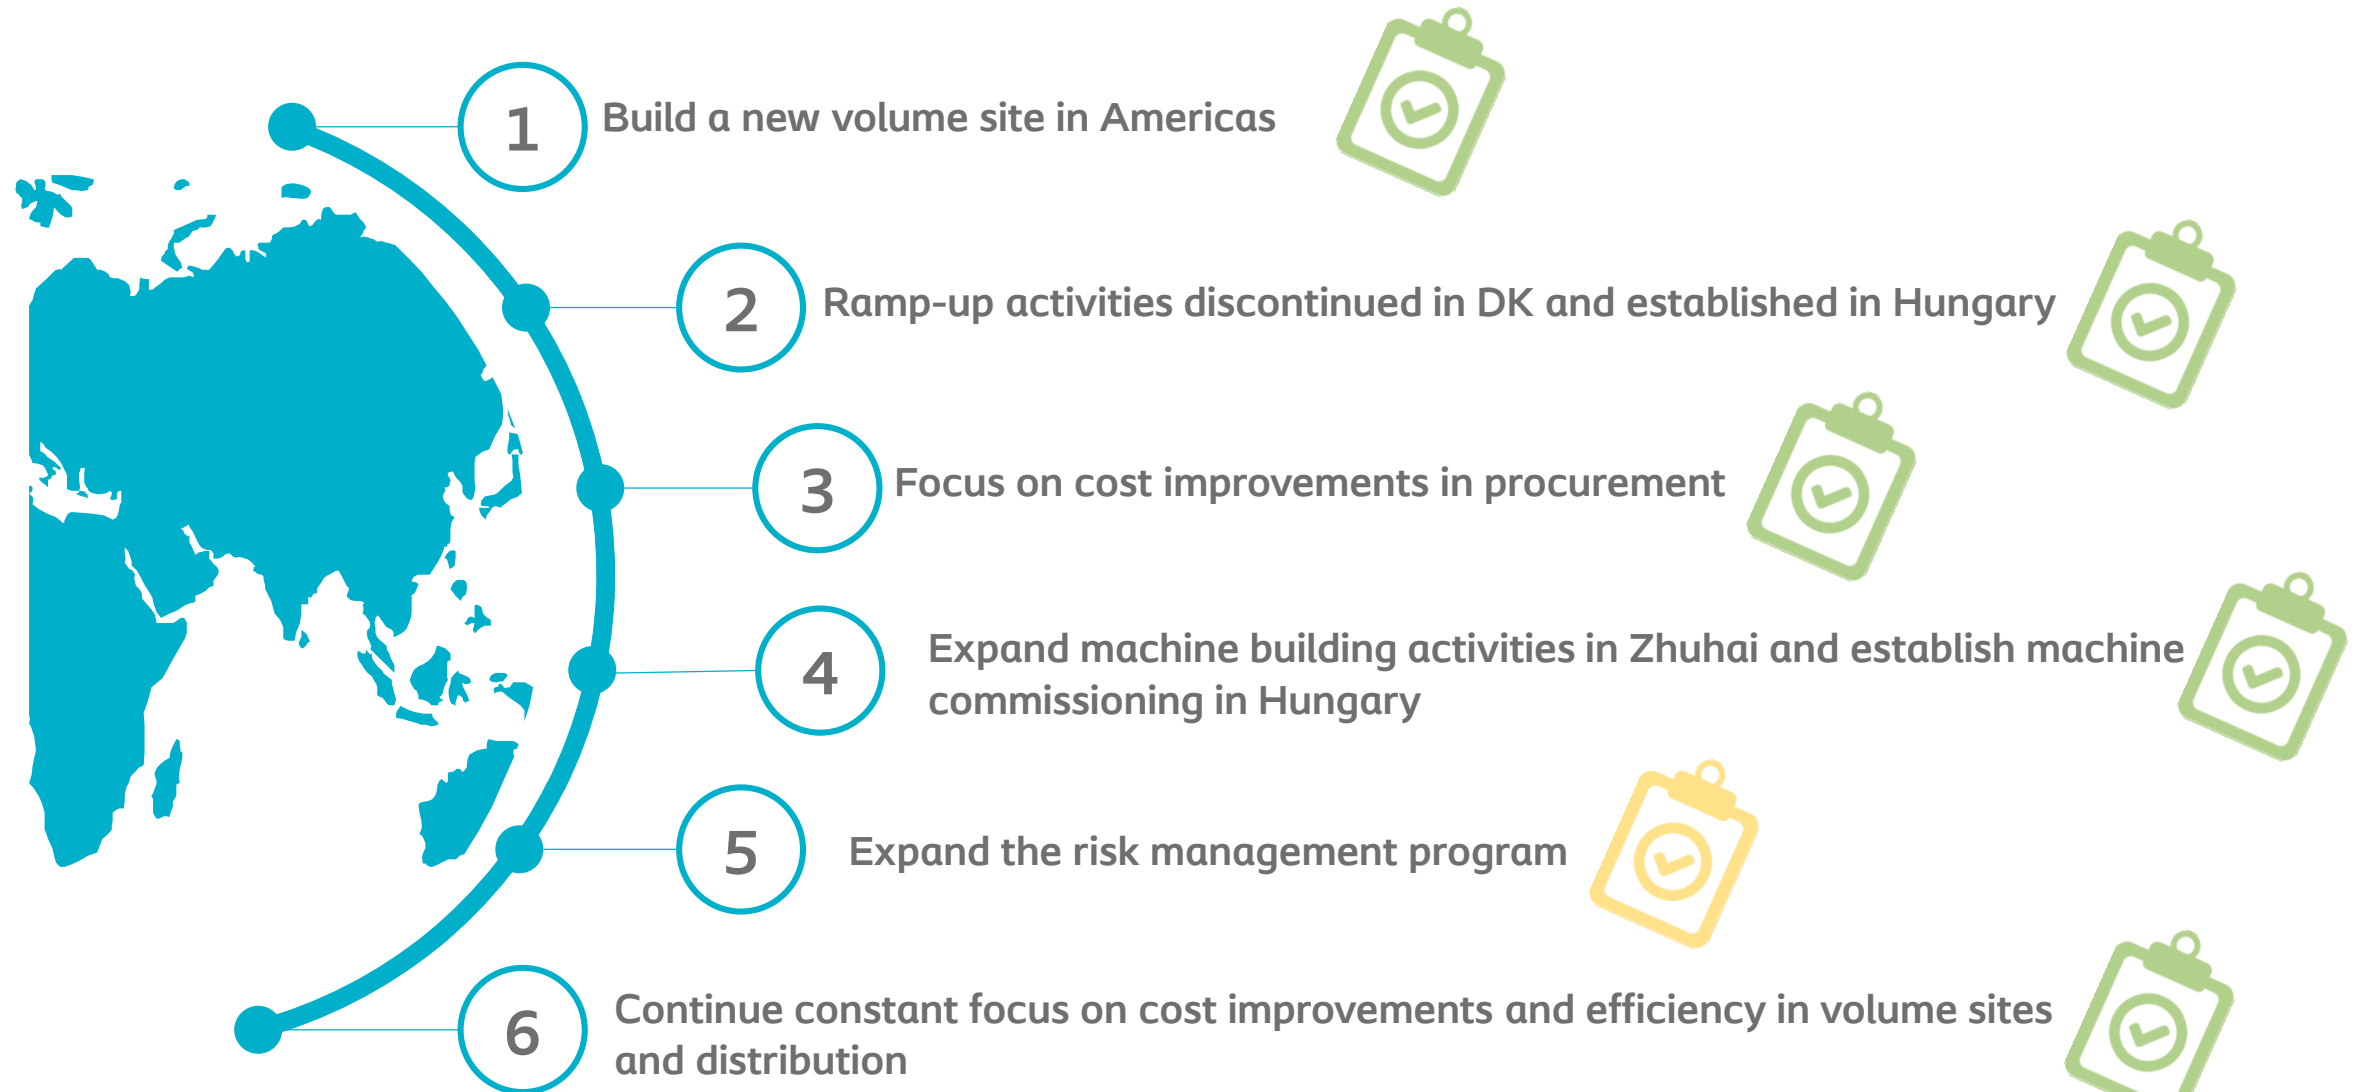 1
Build a new volume site in Americas
2
Ramp-up activities discontinued in DK and established in Hungary
3
Focus on cost improvements in procurement
4
Expand machine building activities in Zhuhai and establish machine
commissioning in Hungary
5
Expand the risk management program
6
Continue constant focus on cost improvements and efficiency in volume sites
and distribution